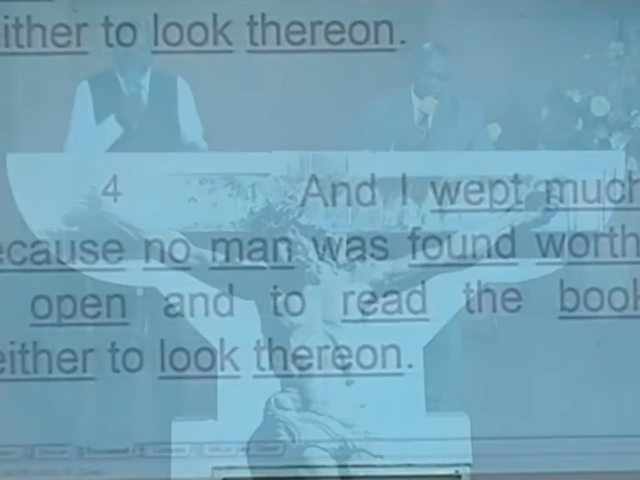 ither to look thereon.
4 And I wept much
ecause no man was found worth
open and to read the book
either to look thereon.